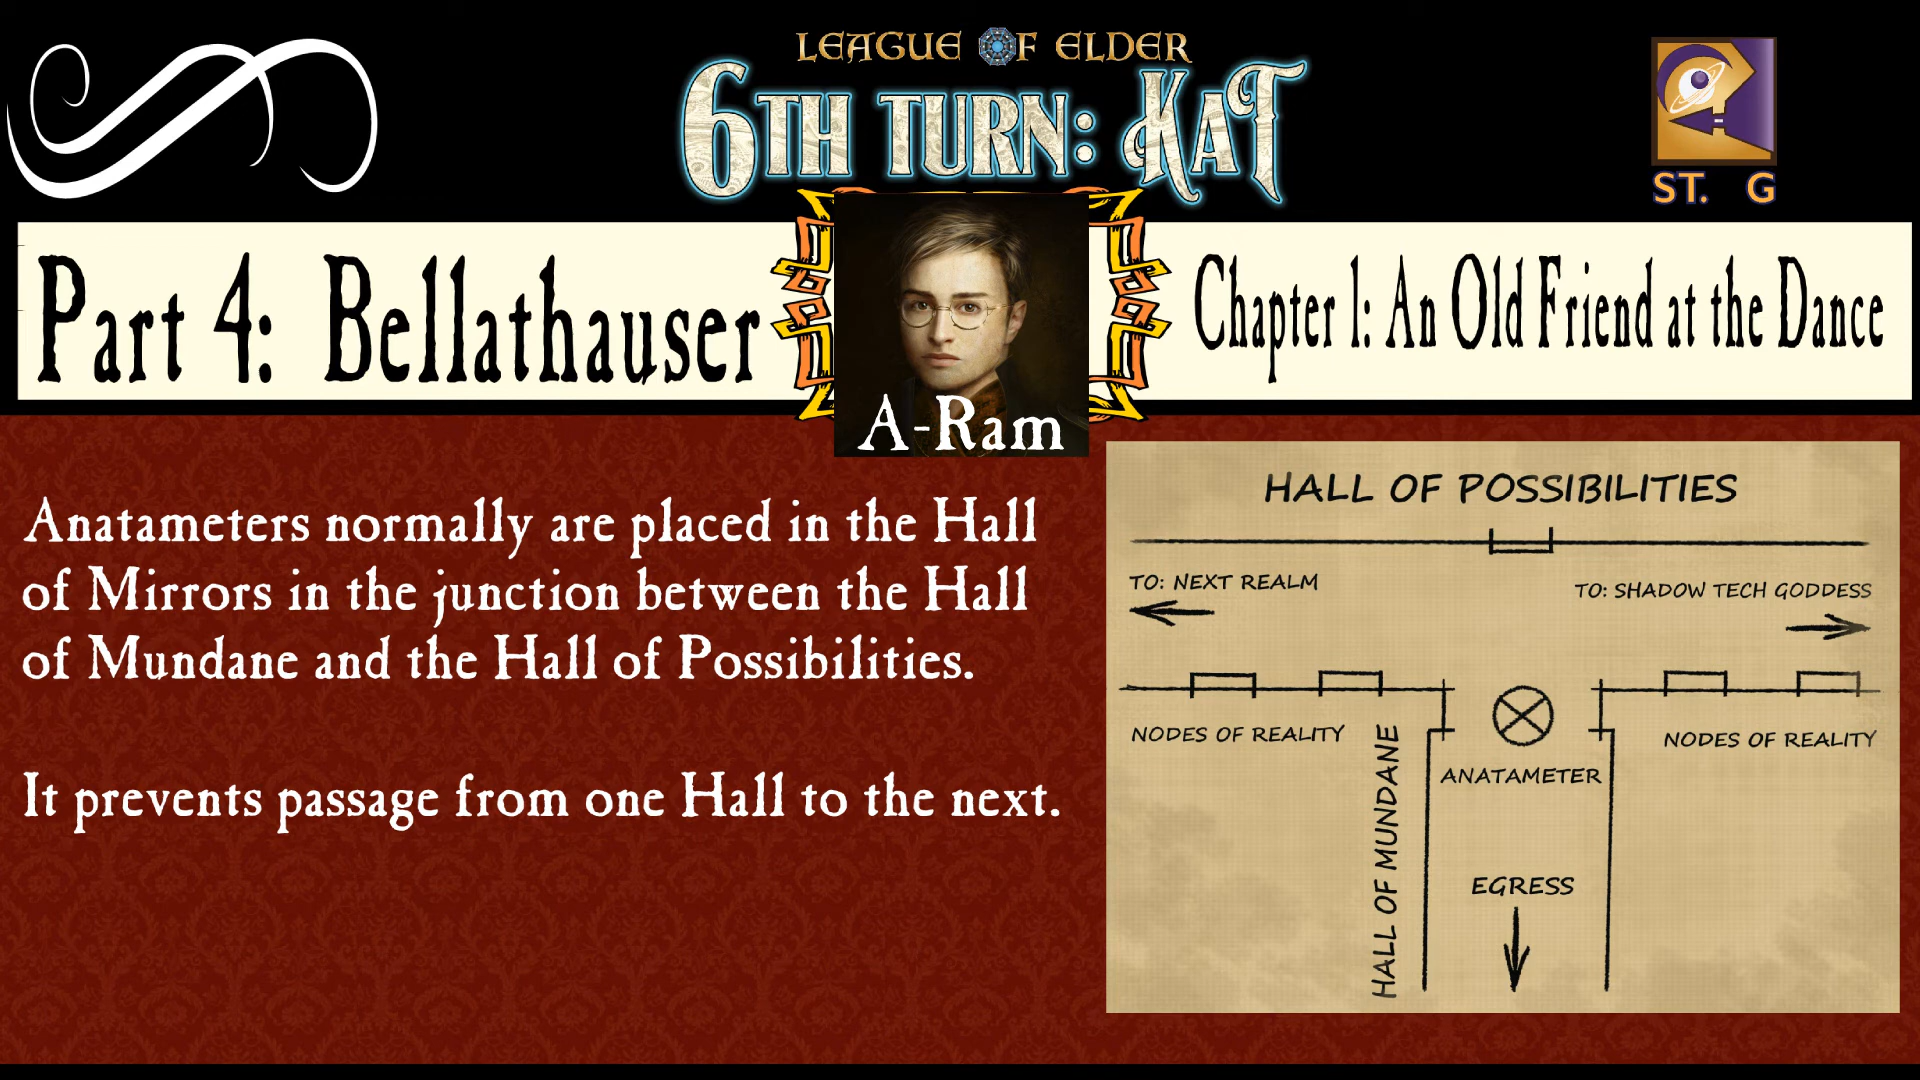 LEAGUE OF ELDER
6TH TURN: KAT
ST. G
Part 4: Bellathauser
A-Ram
Chapter 1: An Old Friend at the Dance
Anatameters normally are placed in the Hall
of Mirrors in the junction between the Hall
of Mundane and the Hall of Possibilities.
It prevents passage from one Hall to the next.
HALL OF POSSIBILITIES
TO: NEXT REALM
TO: SHADOW TECH GODDESS
NODES OF REALITY
NODES OF REALITY
ANATAMETER
HALL OF MUNDANE
EGRESS